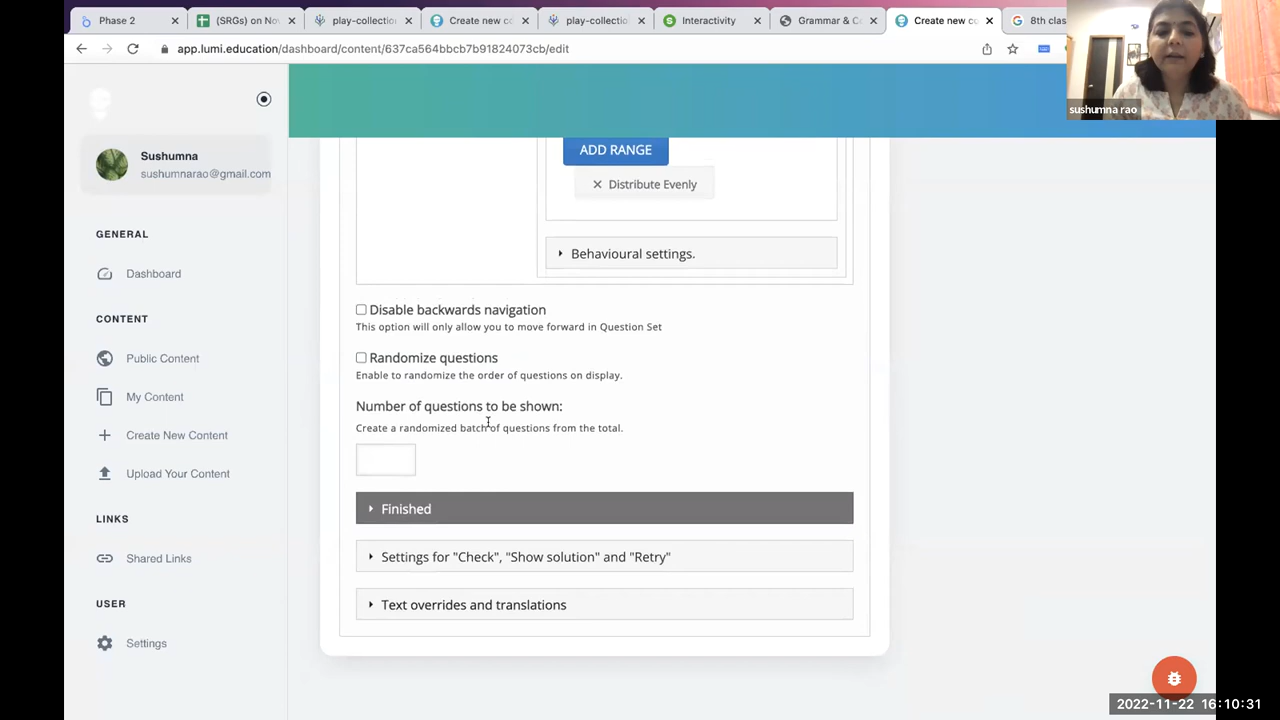 Phase 2
(SRGs) on No
play-collection
Create new co
play-collectio
Interactivity
Grammar & C
Create new co
8th clas
app.lumi.education/dashboard/content/637ca564bbcb7b91824073cb/edit
sushumna rao
Sushumna
sushumnarao@gmail.com
GENERAL
Dashboard
CONTENT
Public Content
My Content
Create New Content
Upload Your Content
LINKS
Shared Links
USER
Settings
ADD RANGE
Distribute Evenly
Behavioural settings.
Disable backwards navigation
This option will only allow you to move forward in Question Set
Randomize questions
Enable to randomize the order of questions on display.
Number of questions to be shown:
Create a randomized batch of questions from the total.
Finished
Settings for "Check", "Show solution" and "Retry"
Text overrides and translations
2022-11-22 16:10:31